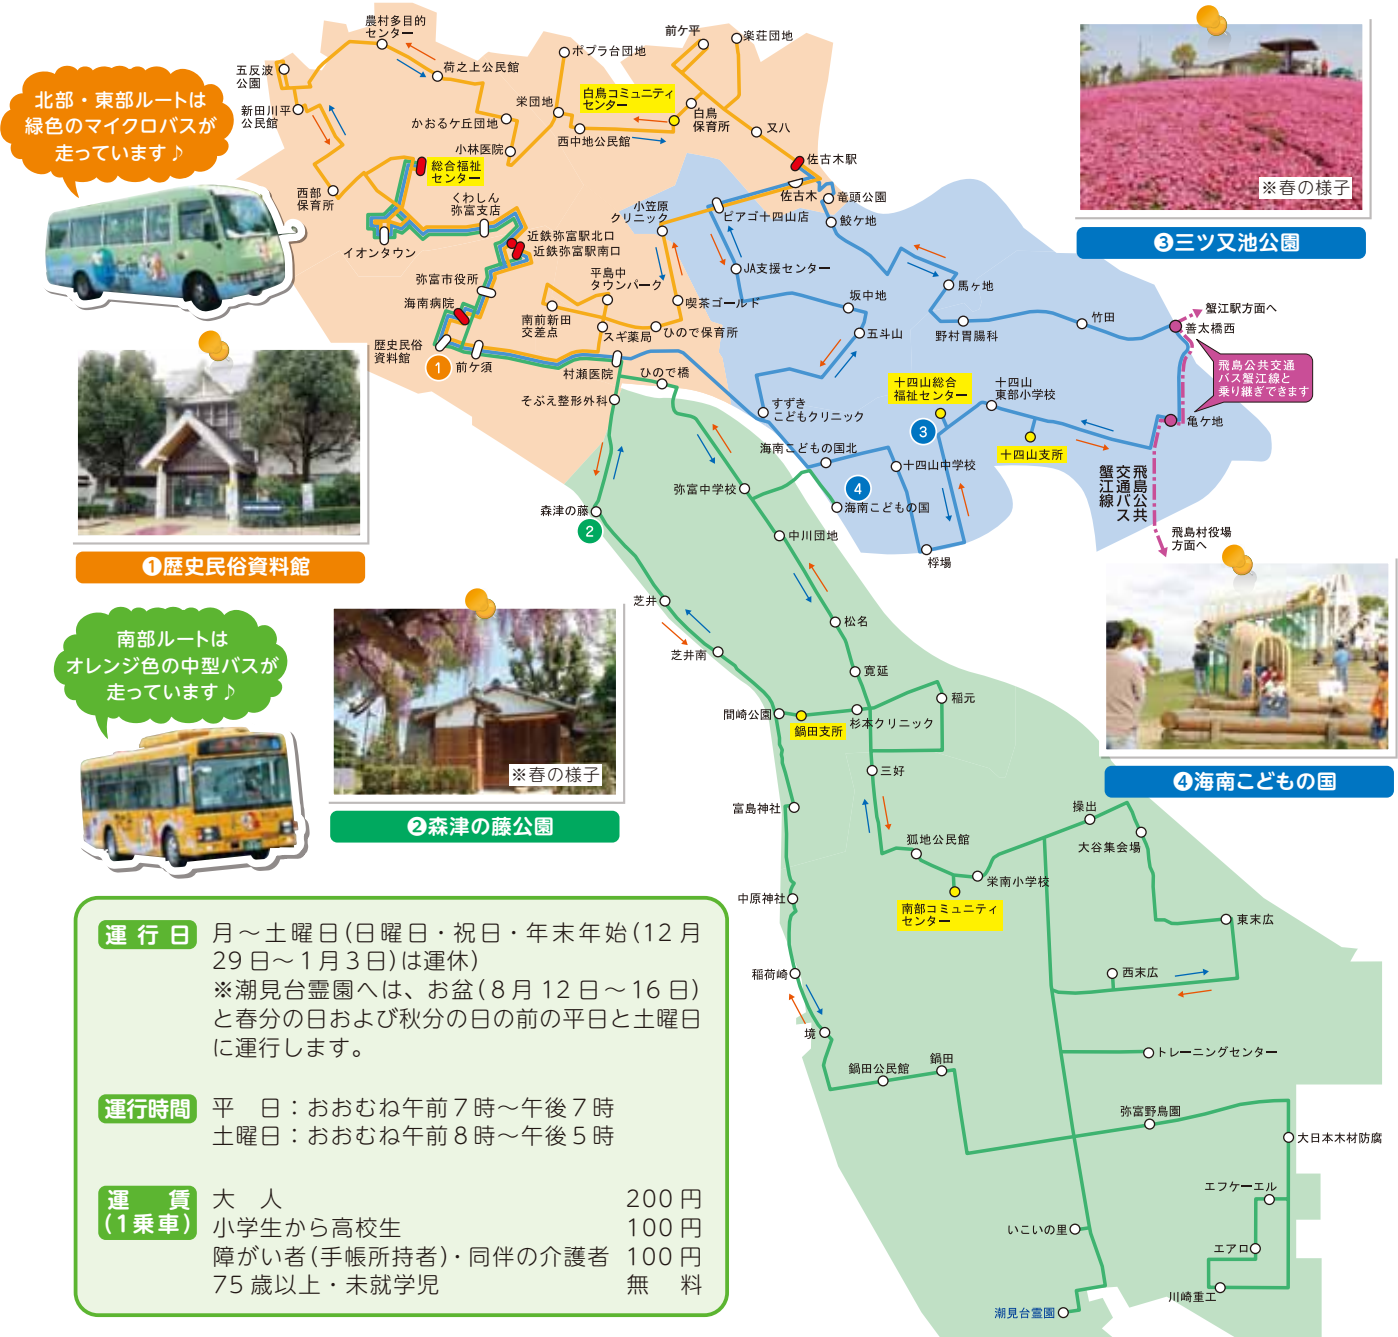 北部・東部ルートは
緑色のマイクロバスが
走っています♪
農村多目的
センター
五反波
公園
荷之上公民館
新田川平
公民館
かおるケ丘団地
小林医院
西部
保育所
総合福祉
センター
ポプラ台団地
栄団地
白鳥コミュニティ
センター
西中地公民館
前ケ平
楽荘団地
白鳥
保育所
又八
佐古木駅
佐古木
竜頭公園
鮫ケ地
くわしん
弥富支店
イオンタウン
近鉄弥富駅北口
近鉄弥富駅南口
弥富市役所
海南病院
歴史民俗
資料館
1
前ケ須
小笠原
クリニック
ピアゴ十四山店
JA支援センター
平島中
タウンパーク
喫茶ゴールド
南前新田
交差点
スギ薬局
ひので保育所
村瀬医院
ひので橋
そぶえ整形外科
坂中地
五斗山
すずき
こどもクリニック
馬ヶ地
野村胃腸科
竹田
蟹江駅方面へ
善太橋西
飛島公共交通
バス蟹江線と
乗り継ぎできます
亀ケ地
十四山総合
福祉センター
3
十四山
東部小学校
十四山支所
飛島公共
交通バス
蟹江線
飛島村役場
方面へ
海南こどもの国北
十四山中学校
4
海南こどもの国
桴場
弥富中学校
森津の藤
2
中川団地
芝井
芝井南
松名
寛延
間崎公園
鍋田支所
杉本クリニック
稲元
三好
富島神社
狐地公民館
栄南小学校
南部コミュニティ
センター
操出
大谷集会場
東末広
西末広
中原神社
稲荷崎
境
鍋田公民館
鍋田
トレーニングセンター
弥富野鳥園
大日本木材防腐
エフケーエル
エアロ
川崎重工
いこいの里
潮見台霊園
※春の様子
❸三ツ又池公園
❶歴史民俗資料館
※春の様子
❷森津の藤公園
❹海南こどもの国
南部ルートは
オレンジ色の中型バスが
走っています♪
運行日
月～土曜日(日曜日・祝日・年末年始(12月
29日～1月3日)は運休)
※潮見台霊園へは、お盆(8月12日～16日)
と春分の日および秋分の日の前の平日と土曜日
に運行します。
運行時間
平　日：おおむね午前7時～午後7時
土曜日：おおむね午前8時～午後5時
運　賃
(1乗車)
大　人　200円
小学生から高校生　100円
障がい者(手帳所持者)・同伴の介護者　100円
75歳以上・未就学児　無　料